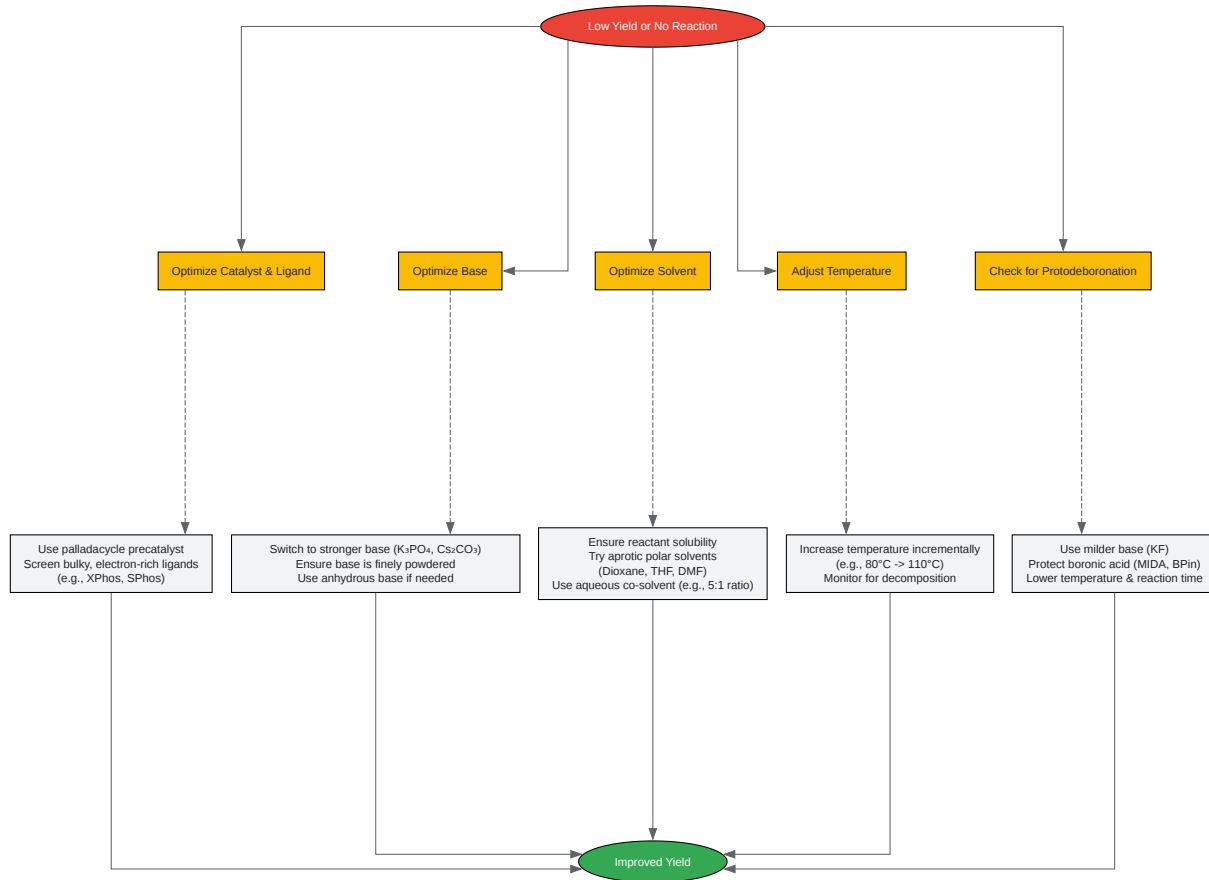 Low Yield or No Reaction
Optimize Catalyst & Ligand
Optimize Base
Optimize Solvent
Adjust Temperature
Check for Protodeboronation
Use palladacycle precatalyst
Screen bulky, electron-rich ligands
(e.g., XPhos, SPhos)
Switch to stronger base (K₃PO₄, Cs₂CO₃)
Ensure base is finely powdered
Use anhydrous base if needed
Ensure reactant solubility
Try aprotic polar solvents
(Dioxane, THF, DMF)
Use aqueous co-solvent (e.g., 5:1 ratio)
Increase temperature incrementally
(e.g., 80°C -> 110°C)
Monitor for decomposition
Use milder base (KF)
Protect boronic acid (MIDA, BPin)
Lower temperature & reaction time
Improved Yield